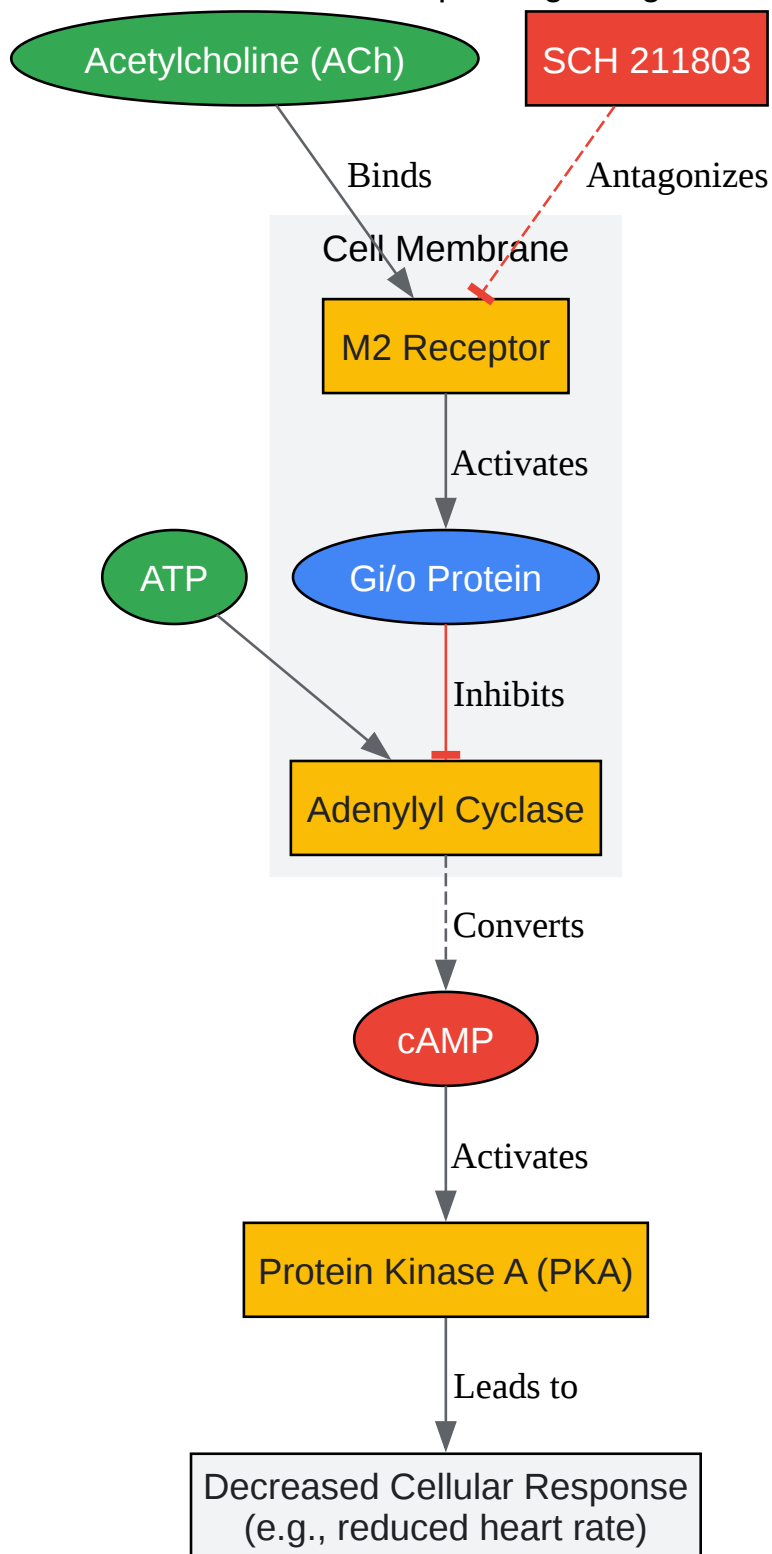 Acetylcholine (ACh)
SCH 211803
Binds
Antagonizes
Cell Membrane
M2 Receptor
Activates
ATP
Gi/o Protein
Inhibits
Adenylyl Cyclase
Converts
cAMP
Activates
Protein Kinase A (PKA)
Leads to
Decreased Cellular Response
(e.g., reduced heart rate)